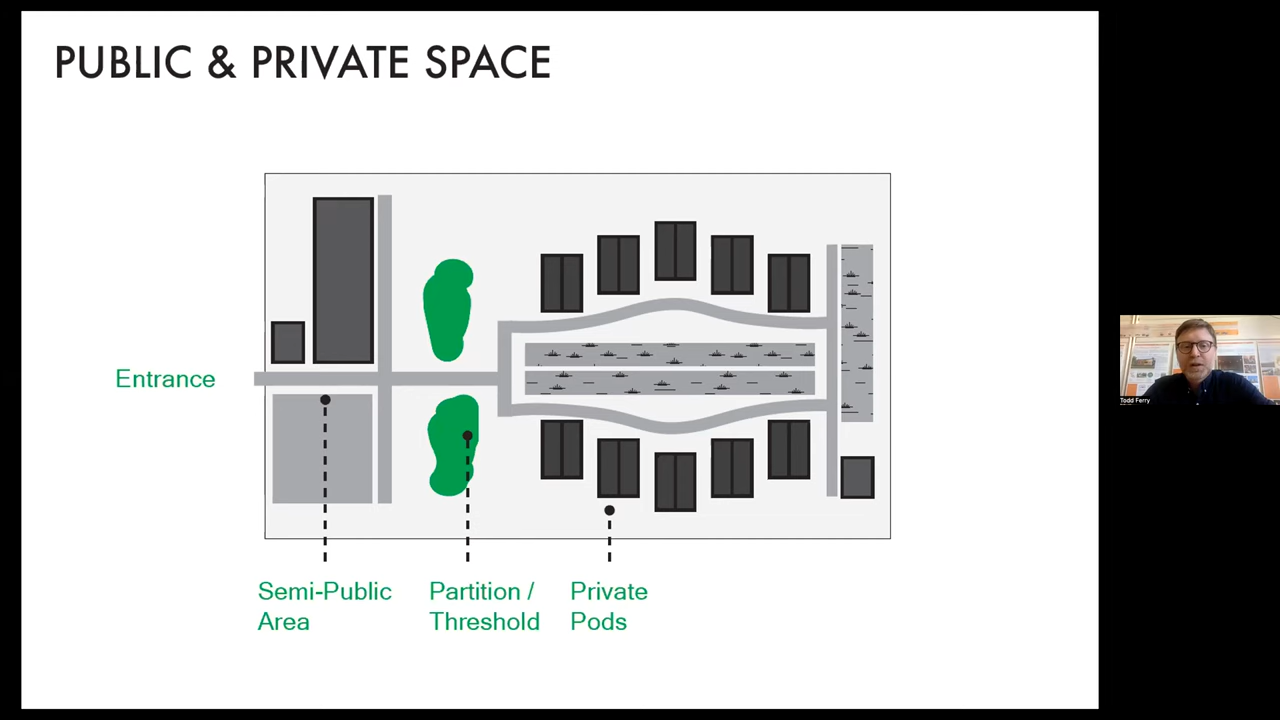 PUBLIC & PRIVATE SPACE
Entrance
Semi-Public
Area
Partition /
Threshold
Private
Pods
Todd Ferry